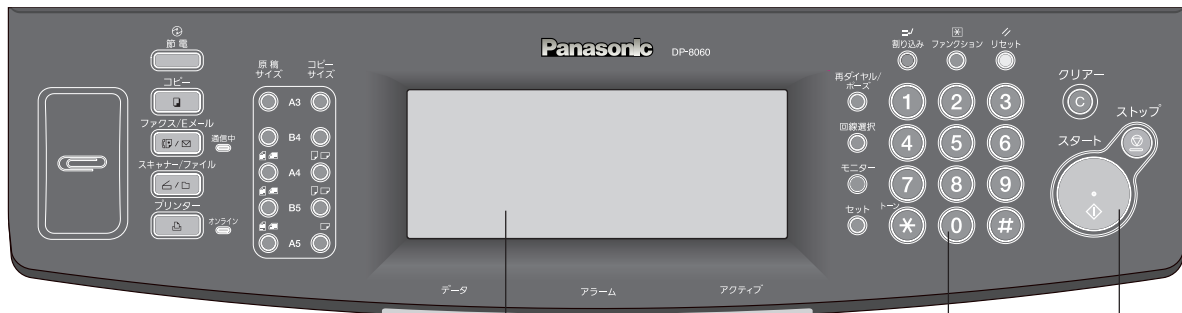 Panasonic DP-8060
節電
コピー
ファクス/Eメール
通信中
スキャナー/ファイル
プリンター
オンライン
原稿
サイズ
コピー
サイズ
A3
B4
A4
B5
A5
データ
アラーム
アクティブ
再ダイヤル/
ポーズ
回線選択
モニター
セット
割り込み
ファンクション
リセット
1 2 3
4 5 6
7 8 9
トーン
* 0 #
クリアー
C
ストップ
スタート